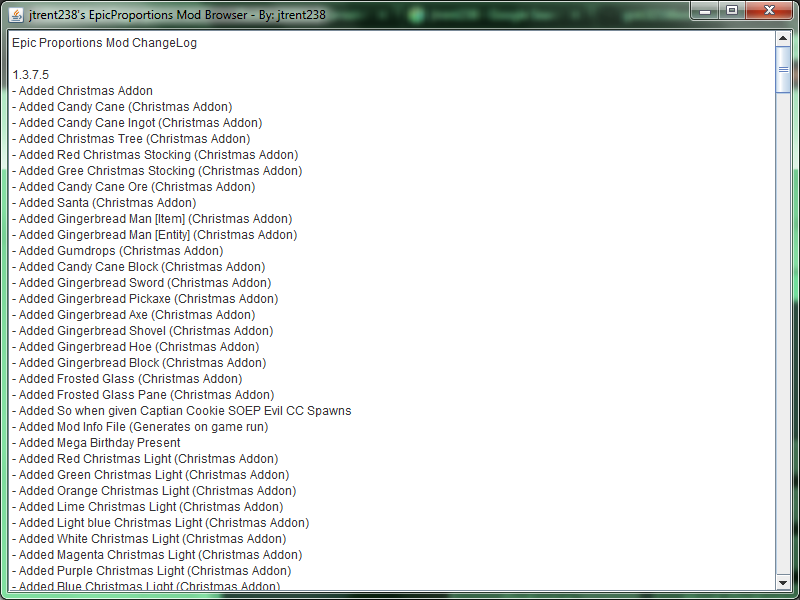 jtrent238's EpicProportions Mod Browser - By: jtrent238
Epic Proportions Mod ChangeLog
1.3.7.5
- Added Christmas Addon
- Added Candy Cane (Christmas Addon)
- Added Candy Cane Ingot (Christmas Addon)
- Added Christmas Tree (Christmas Addon)
- Added Red Christmas Stocking (Christmas Addon)
- Added Gree Christmas Stocking (Christmas Addon)
- Added Candy Cane Ore (Christmas Addon)
- Added Santa (Christmas Addon)
- Added Gingerbread Man [Item] (Christmas Addon)
- Added Gingerbread Man [Entity] (Christmas Addon)
- Added Gumdrops (Christmas Addon)
- Added Candy Cane Block (Christmas Addon)
- Added Gingerbread Sword (Christmas Addon)
- Added Gingerbread Pickaxe (Christmas Addon)
- Added Gingerbread Axe (Christmas Addon)
- Added Gingerbread Shovel (Christmas Addon)
- Added Gingerbread Hoe (Christmas Addon)
- Added Gingerbread Block (Christmas Addon)
- Added Frosted Glass (Christmas Addon)
- Added Frosted Glass Pane (Christmas Addon)
- Added So when given Captian Cookie SOEP Evil CC Spawns
- Added Mod Info File (Generates on game run)
- Added Mega Birthday Present
- Added Red Christmas Light (Christmas Addon)
- Added Green Christmas Light (Christmas Addon)
- Added Orange Christmas Light (Christmas Addon)
- Added Lime Christmas Light (Christmas Addon)
- Added Light blue Christmas Light (Christmas Addon)
- Added White Christmas Light (Christmas Addon)
- Added Magenta Christmas Light (Christmas Addon)
- Added Purple Christmas Light (Christmas Addon)
- Added Blue Christmas Light (Christmas Addon)